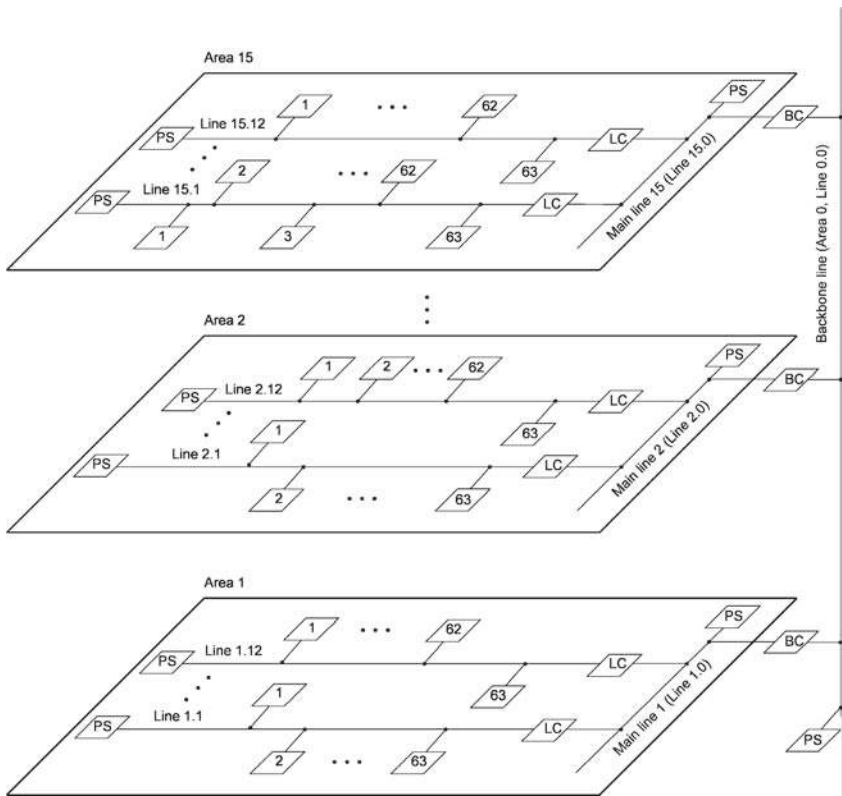 Area 15
PS
1
62
Line 15.12
PS
BC
LC
2
62
63
Line 15.1
PS
LC
1
3
63
Main line 15 (Line 15.0)
Backbone line (Area 0, Line 0.0)
Area 2
PS
1
2
62
BC
Line 2.12
PS
LC
1
63
Line 2.1
PS
LC
2
63
Main line 2 (Line 2.0)
Area 1
PS
1
62
BC
Line 1.12
PS
LC
1
63
Line 1.1
PS
LC
2
63
Main line 1 (Line 1.0)
PS